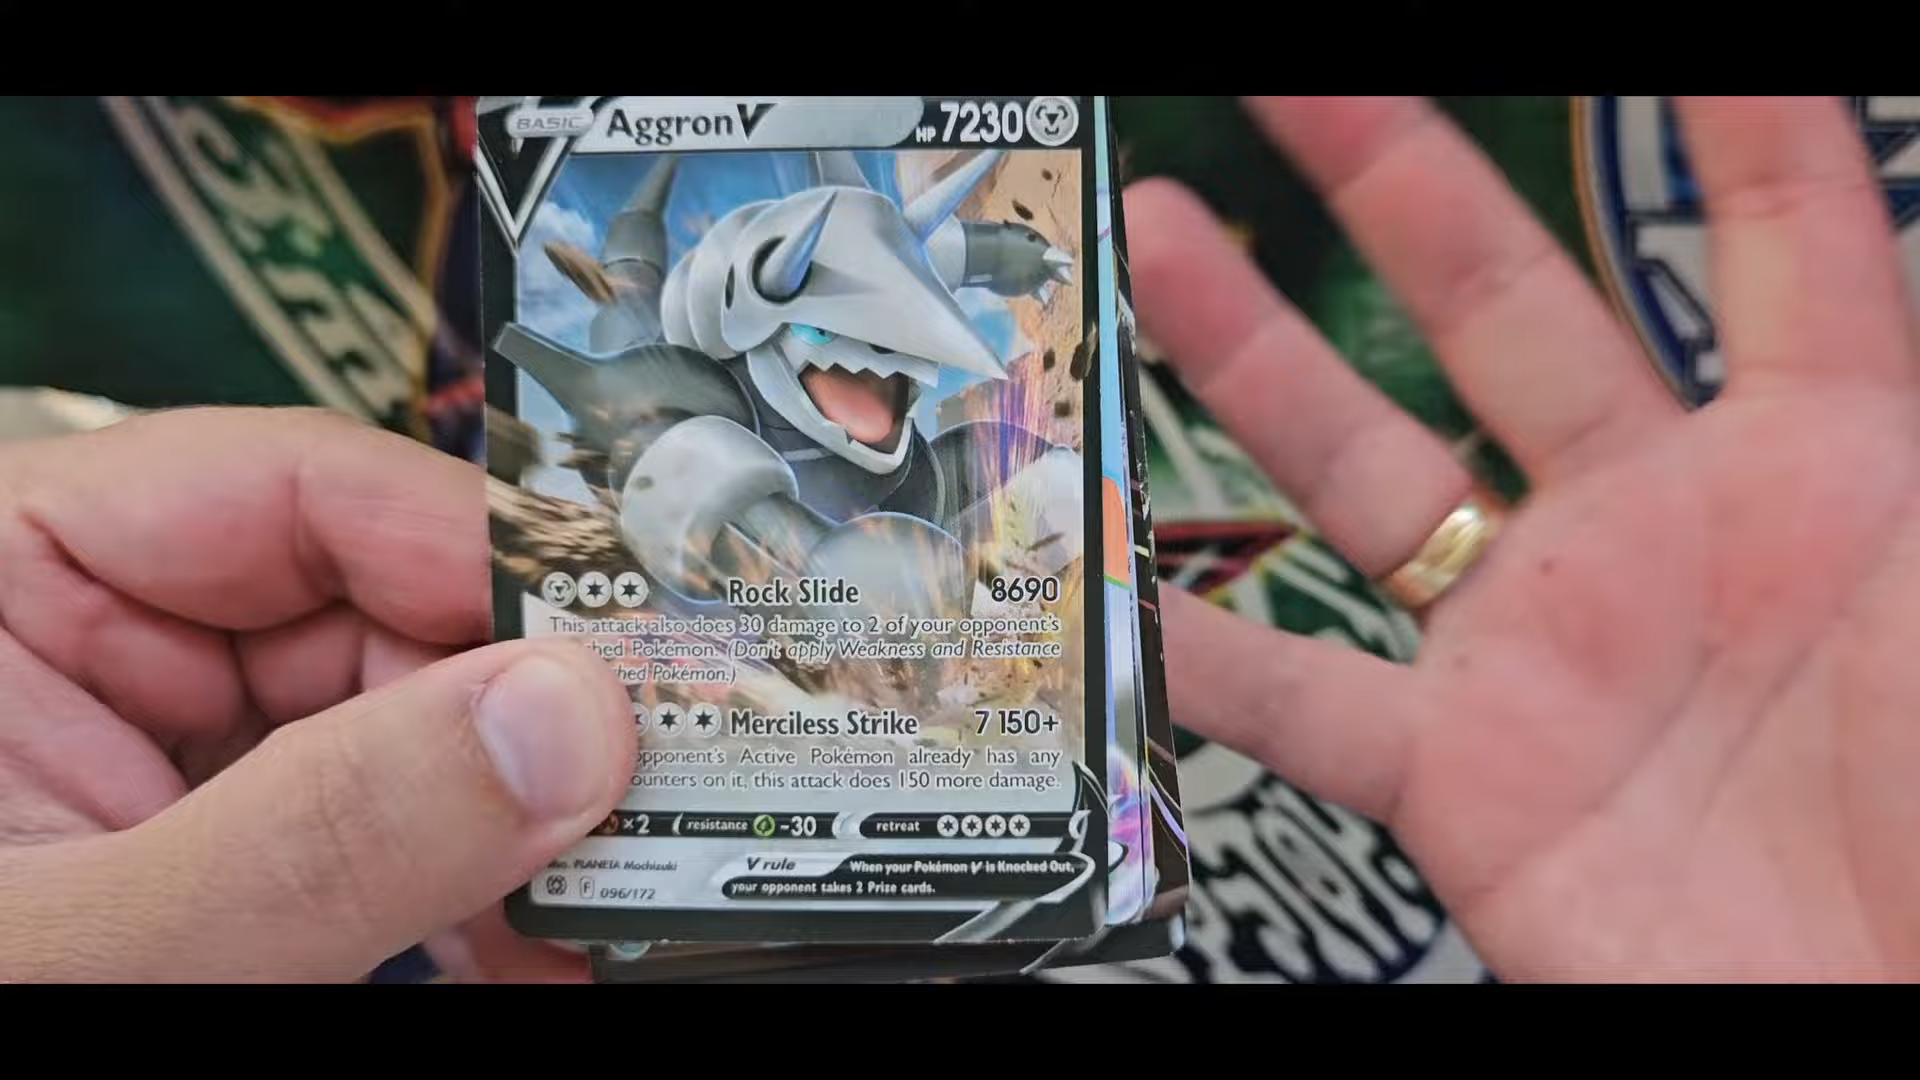 BASIC Aggron V HP 7230
Rock Slide 8690
This attack also does 30 damage to 2 of your opponent's
hed Pokémon. (Don't apply Weakness and Resistance
hed Pokémon.)
Merciless Strike 7 150+
opponent's Active Pokémon already has any
ounters on it, this attack does 150 more damage.
×2 resistance -30 retreat
PLANETA Mochizuki V rule When your Pokémon V is Knocked Out,
F 096/172 your opponent takes 2 Prize cards.